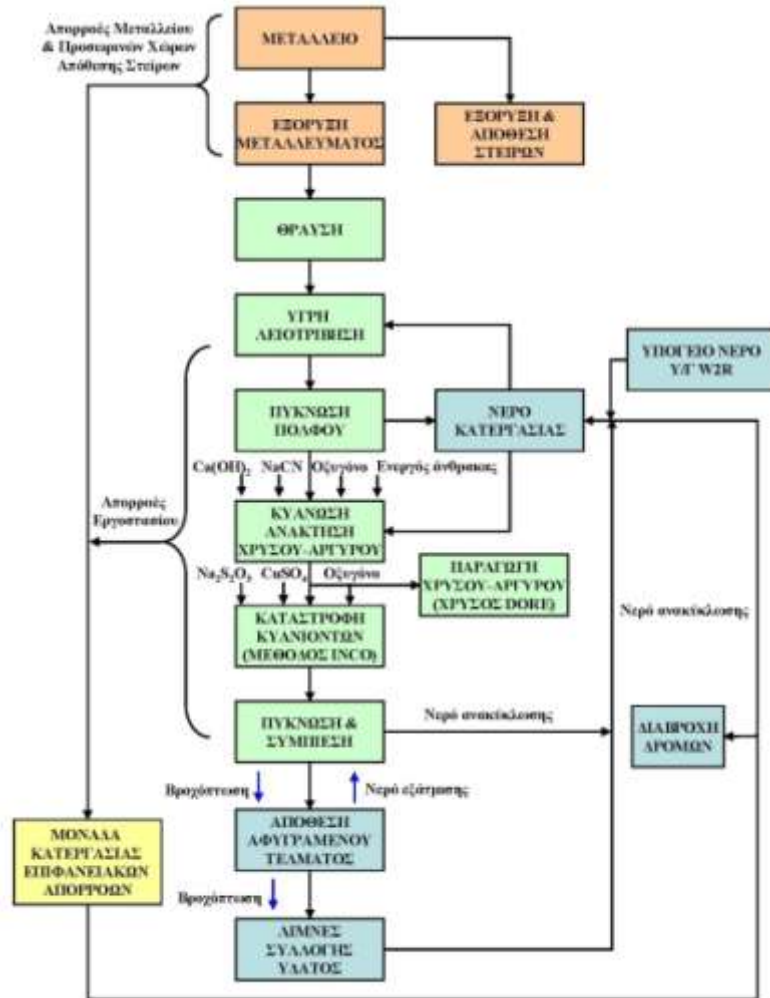 Απορροές Μεταλλείου
& Προσωρινών Χώρων
Απόθεσης Στείρων
ΜΕΤΑΛΛΕΙΟ
ΕΞΟΡΥΞΗ
ΜΕΤΑΛΛΕΥΜΑΤΟΣ
ΕΞΟΡΥΞΗ &
ΑΠΟΘΕΣΗ
ΣΤΕΙΡΩΝ
ΘΡΑΥΣΗ
ΥΓΡΗ
ΛΕΙΟΤΡΙΒΗΣΗ
ΥΠΟΓΕΙΟ ΝΕΡΟ
Υ/Γ W2R
ΠΥΚΝΩΣΗ
ΠΟΛΦΟΥ
ΝΕΡΟ
ΚΑΤΕΡΓΑΣΙΑΣ
Ca(OH)₂ NaCN Οξυγόνο Ενεργός άνθρακας
Απορροές
Εργοστασίου
ΚΥΑΝΩΣΗ
ΑΝΑΚΤΗΣΗ
ΧΡΥΣΟΥ-ΑΡΓΥΡΟΥ
Na₂S₂O₅ CuSO₄ Οξυγόνο
ΠΑΡΑΓΩΓΗ
ΧΡΥΣΟΥ-ΑΡΓΥΡΟΥ
(ΧΡΥΣΟΣ DORE)
Νερό ανακύκλωσης
ΚΑΤΑΣΤΡΟΦΗ
ΚΥΑΝΙΟΝΤΩΝ
(ΜΕΘΟΔΟΣ INCO)
ΠΥΚΝΩΣΗ &
ΣΥΜΠΙΕΣΗ
Νερό ανακύκλωσης
ΔΙΑΒΡΟΧΗ
ΔΡΟΜΩΝ
Βροχόπτωση
Νερό εξάτμισης
ΑΠΟΘΕΣΗ
ΑΦΥΓΡΑΜΕΝΟΥ
ΤΕΛΜΑΤΟΣ
ΜΟΝΑΔΑ
ΚΑΤΕΡΓΑΣΙΑΣ
ΕΠΙΦΑΝΕΙΑΚΩΝ
ΑΠΟΡΡΟΩΝ
Βροχόπτωση
ΛΙΜΝΕΣ
ΣΥΛΛΟΓΗΣ
ΥΔΑΤΟΣ